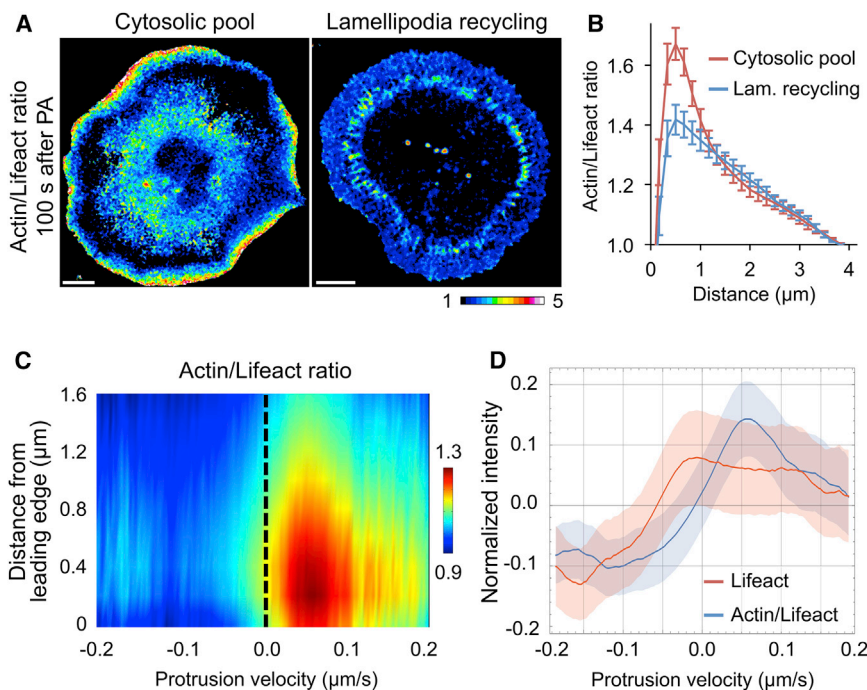 A
Cytosolic pool
Lamellipodia recycling
Actin/Lifeact ratio
100 s after PA
1
5
B
Actin/Lifeact ratio
1.6
1.4
1.2
1.0
Cytosolic pool
Lam. recycling
0
1
2
3
4
Distance (µm)
C
Actin/Lifeact ratio
Distance from
leading edge (µm)
1.6
1.2
0.8
0.4
0
1.3
0.9
-0.2
-0.1
0
0.1
0.2
Protrusion velocity (µm/s)
D
Normalized intensity
0.2
0.1
0.0
-0.1
-0.2
Lifeact
Actin/Lifeact
-0.2
-0.1
0.0
0.1
0.2
Protrusion velocity (µm/s)